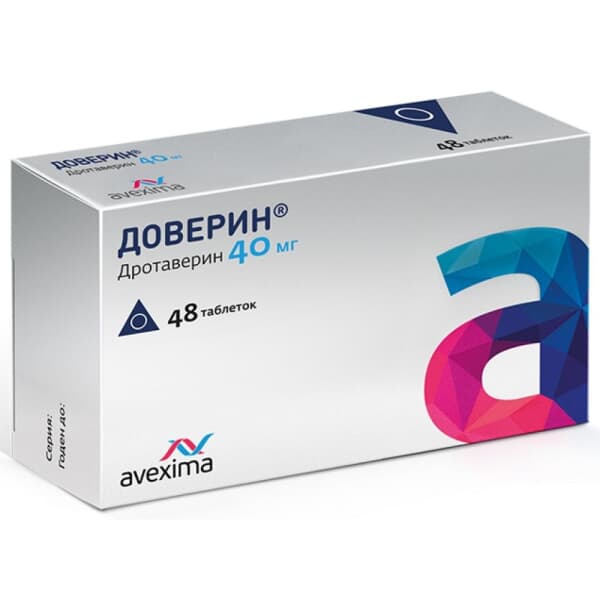 ДОВЕРИН®
Дротаверин 40 мг
avexima
48 таблеток
ДОВЕРИН®
Дротаверин 40 мг
48 таблеток
avexima
Серия:
Годен до: